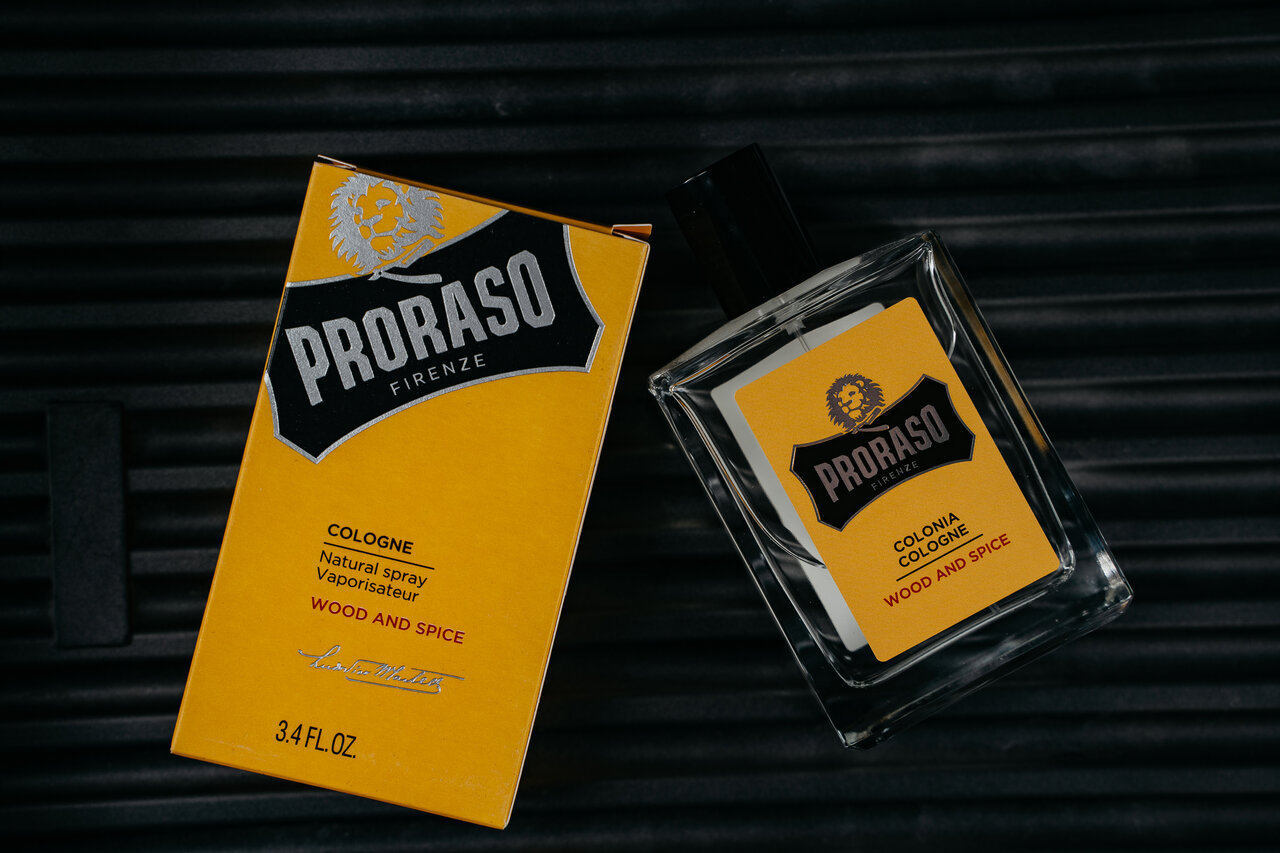 PRORASO
FIRENZE
COLOGNE
Natural spray
Vaporisateur
WOOD AND SPICE
3.4 FL. OZ.
PRORASO
FIRENZE
COLONIA
COLOGNE
WOOD AND SPICE